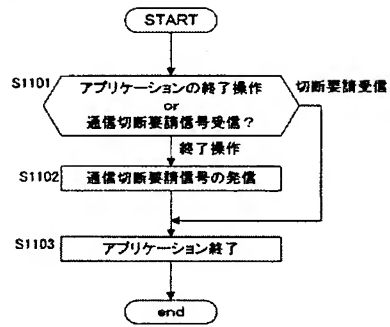 START
S1101
アプリケーションの終了操作
or
通信切断要請信号受信?
切断要請受信
終了操作
S1102
通信切断要請信号の発信
S1103
アプリケーション終了
end